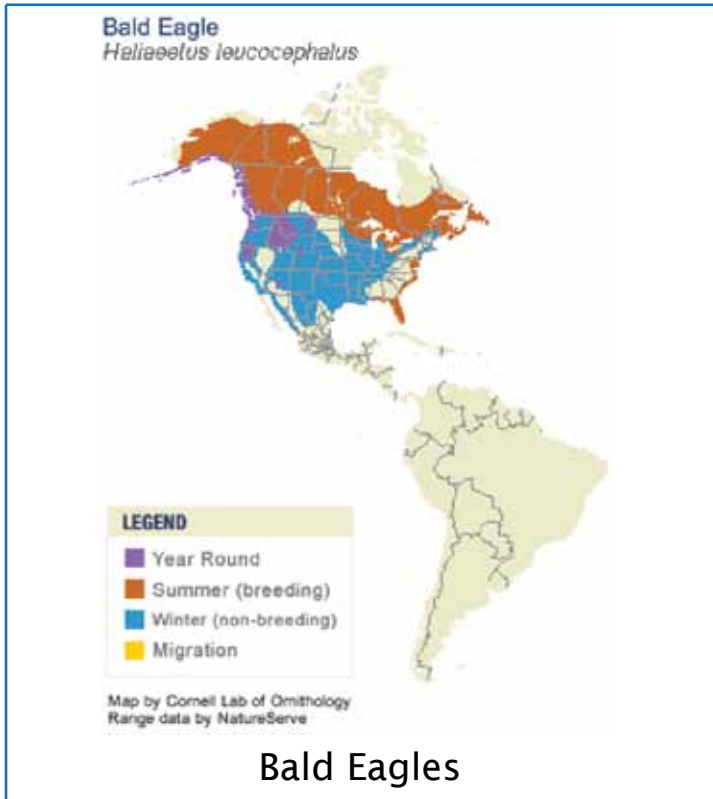 Bald Eagle
Haliaeetus leucocephalus
LEGEND
Year Round
Summer (breeding)
Winter (non-breeding)
Migration
Map by Cornell Lab of Ornithology
Range data by NatureServe
Bald Eagles